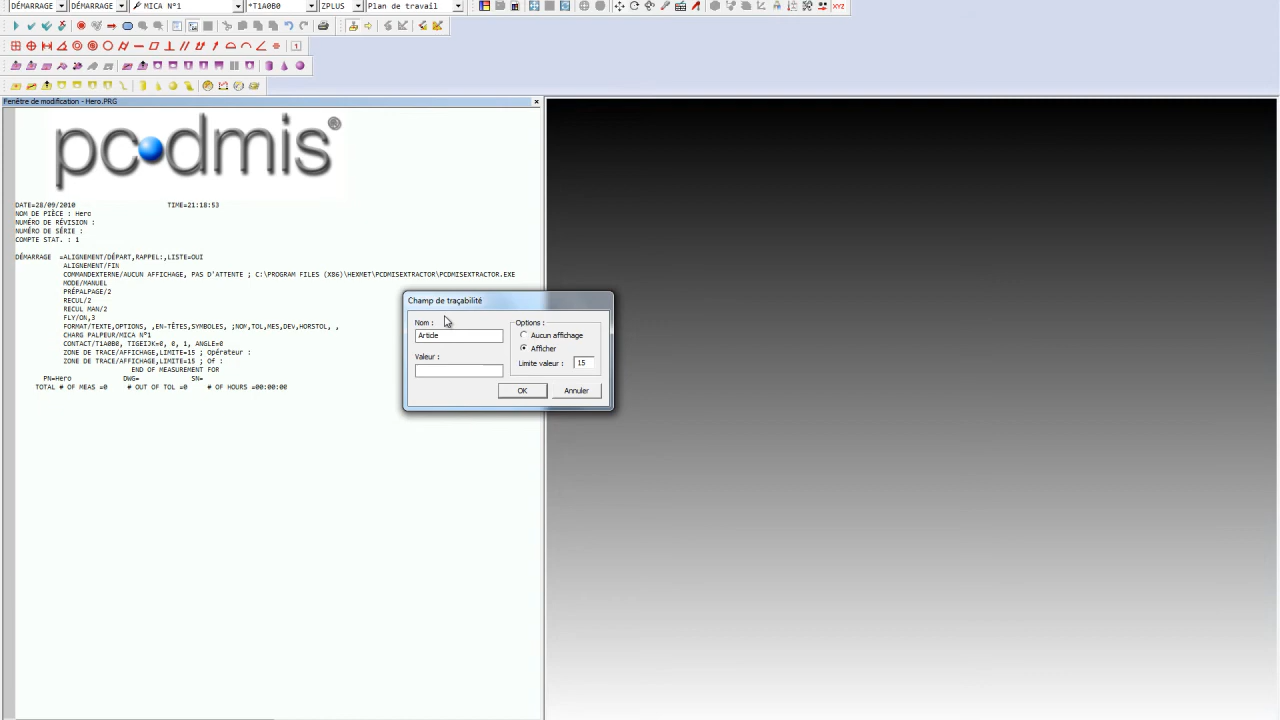 DÉMARRAGE DÉMARRAGE MICA N°1 *T1A0B0 ZPLUS Plan de travail XYZ
Fenêtre de modification - Hero.PRG
pc dmis®
DATE=28/09/2010 TIME=21:18:53
NOM DE PIÈCE : Hero
NUMÉRO DE RÉVISION :
NUMÉRO DE SÉRIE :
COMPTE STAT. : 1
DÉMARRAGE =ALIGNEMENT/DÉPART,RAPPEL:,LISTE=OUI
ALIGNEMENT/FIN
COMMANDEXTERNE/AUCUN AFFICHAGE, PAS D'ATTENTE ; C:\PROGRAM FILES (X86)\HEXMET\PCDMISEXTRACTOR\PCDMISEXTRACTOR.EXE
MODE/MANUEL
PRÉPALPAGE/2
RECUL/2
RECUL MAN/2
FLY/ON,3
FORMAT/TEXTE,OPTIONS, ,EN-TÊTES,SYMBOLES, ;NOM,TOL,MES,DEV,HORSTOL, ,
CHARG PALPEUR/MICA N°1
CONTACT/T1A0B0, TIGEIJK=0, 0, 1, ANGLE=0
ZONE DE TRACE/AFFICHAGE,LIMITE=15 ; Opérateur :
ZONE DE TRACE/AFFICHAGE,LIMITE=15 ; Of :
END OF MEASUREMENT FOR
PN=Hero DWG= SN=
TOTAL # OF MEAS =0 # OUT OF TOL =0 # OF HOURS =00:00:00
Champ de traçabilité
Nom :
Article
Valeur :
Options :
Aucun affichage
Afficher
Limite valeur : 15
OK Annuler